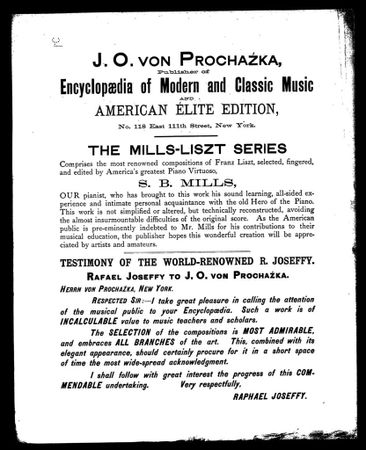 J. O. VON PROCHAŹKA,
Publisher of
Encyclopædia of Modern and Classic Music
AND
AMERICAN ÉLITE EDITION,
No. 118 East 111th Street, New York.
THE MILLS-LISZT SERIES
Comprises the most renowned compositions of Franz Liszt, selected, fingered,
and edited by America's greatest Piano Virtuoso,
S. B. MILLS,
OUR pianist, who has brought to this work his sound learning, all-sided ex-
perience and intimate personal acquaintance with the old Hero of the Piano.
This work is not simplified or altered, but technically reconstructed, avoiding
the almost insurmountable difficulties of the original score. As the American
public is pre-eminently indebted to Mr. Mills for his contributions to their
musical education, the publisher hopes this wonderful creation will be appre-
ciated by artists and amateurs.
TESTIMONY OF THE WORLD-RENOWNED R. JOSEFFY.
RAFAEL JOSEFFY TO J. O. VON PROCHAŹKA.
HERRN VON PROCHAŹKA, NEW YORK.
RESPECTED SIR:—I take great pleasure in calling the attention
of the musical public to your Encyclopædia. Such a work is of
INCALCULABLE value to music teachers and scholars.
The SELECTION of the compositions is MOST ADMIRABLE,
and embraces ALL BRANCHES of the art. This, combined with its
elegant appearance, should certainly procure for it in a short space
of time the most wide-spread acknowledgment.
I shall follow with great interest the progress of this COM-
MENDABLE undertaking. Very respectfully,
RAPHAEL JOSEFFY.